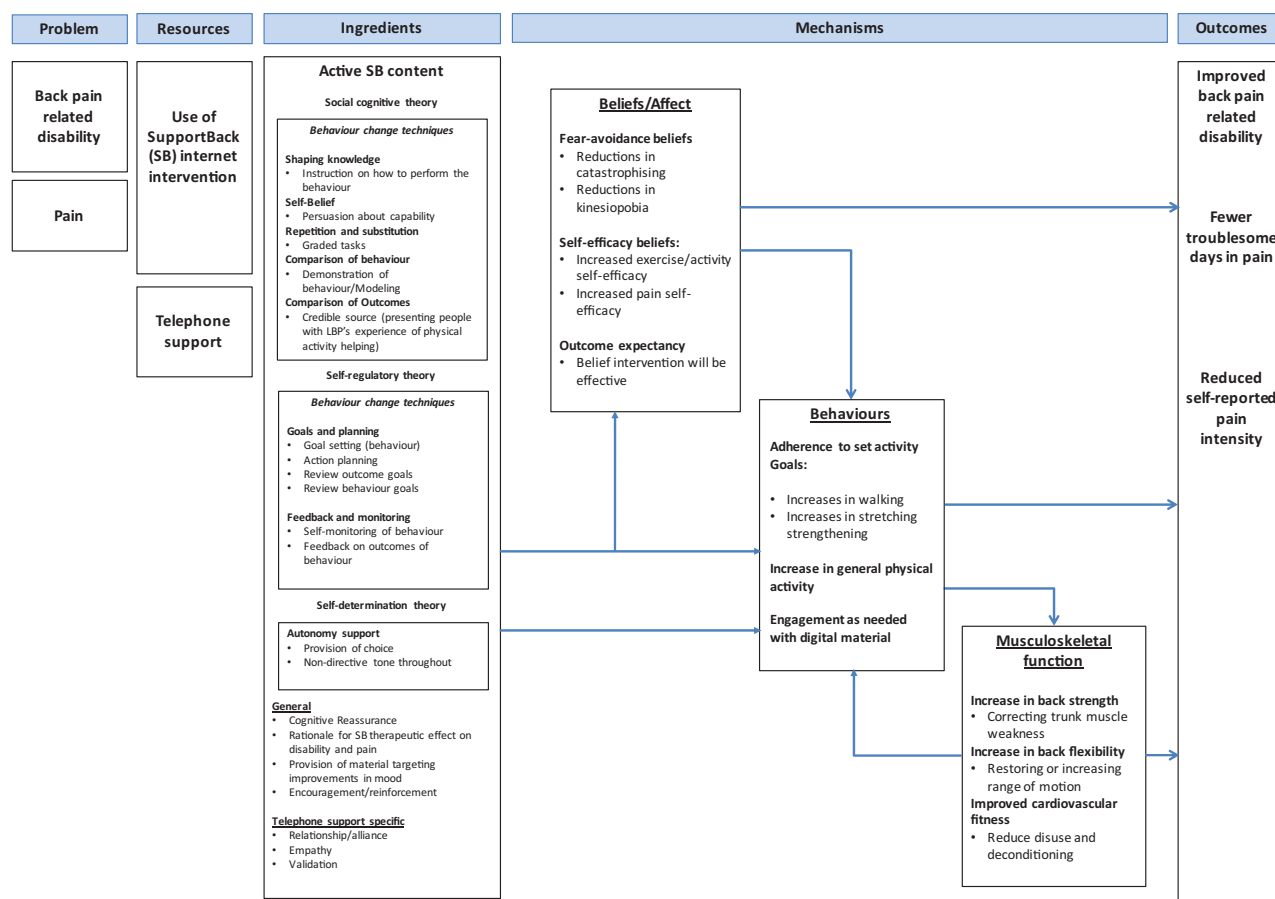 Problem
Resources
Ingredients
Mechanisms
Outcomes
Back pain
related
disability
Pain
Use of
SupportBack
(SB) internet
intervention
Telephone
support
Active SB content
Social cognitive theory
Behaviour change techniques
Shaping knowledge
• Instruction on how to perform the
behaviour
Self-Belief
• Persuasion about capability
Repetition and substitution
• Graded tasks
Comparison of behaviour
• Demonstration of
behaviour/Modeling
Comparison of Outcomes
• Credible source (presenting people
with LBP's experience of physical
activity helping)
Self-regulatory theory
Behaviour change techniques
Goals and planning
• Goal setting (behaviour)
• Action planning
• Review outcome goals
• Review behaviour goals
Feedback and monitoring
• Self-monitoring of behaviour
• Feedback on outcomes of
behaviour
Self-determination theory
Autonomy support
• Provision of choice
• Non-directive tone throughout
General
• Cognitive Reassurance
• Rationale for SB therapeutic effect on
disability and pain
• Provision of material targeting
improvements in mood
• Encouragement/reinforcement
Telephone support specific
• Relationship/alliance
• Empathy
• Validation
Beliefs/Affect
Fear-avoidance beliefs
• Reductions in
catastrophising
• Reductions in
kinesiopobia
Self-efficacy beliefs:
• Increased exercise/activity
self-efficacy
• Increased pain self-
efficacy
Outcome expectancy
• Belief intervention will be
effective
Behaviours
Adherence to set activity
Goals:
• Increases in walking
• Increases in stretching
strengthening
Increase in general physical
activity
Engagement as needed
with digital material
Musculoskeletal
function
Increase in back strength
• Correcting trunk muscle
weakness
Increase in back flexibility
• Restoring or increasing
range of motion
Improved cardiovascular
fitness
• Reduce disuse and
deconditioning
Improved
back pain
related
disability
Fewer
troublesome
days in pain
Reduced
self-reported
pain
intensity